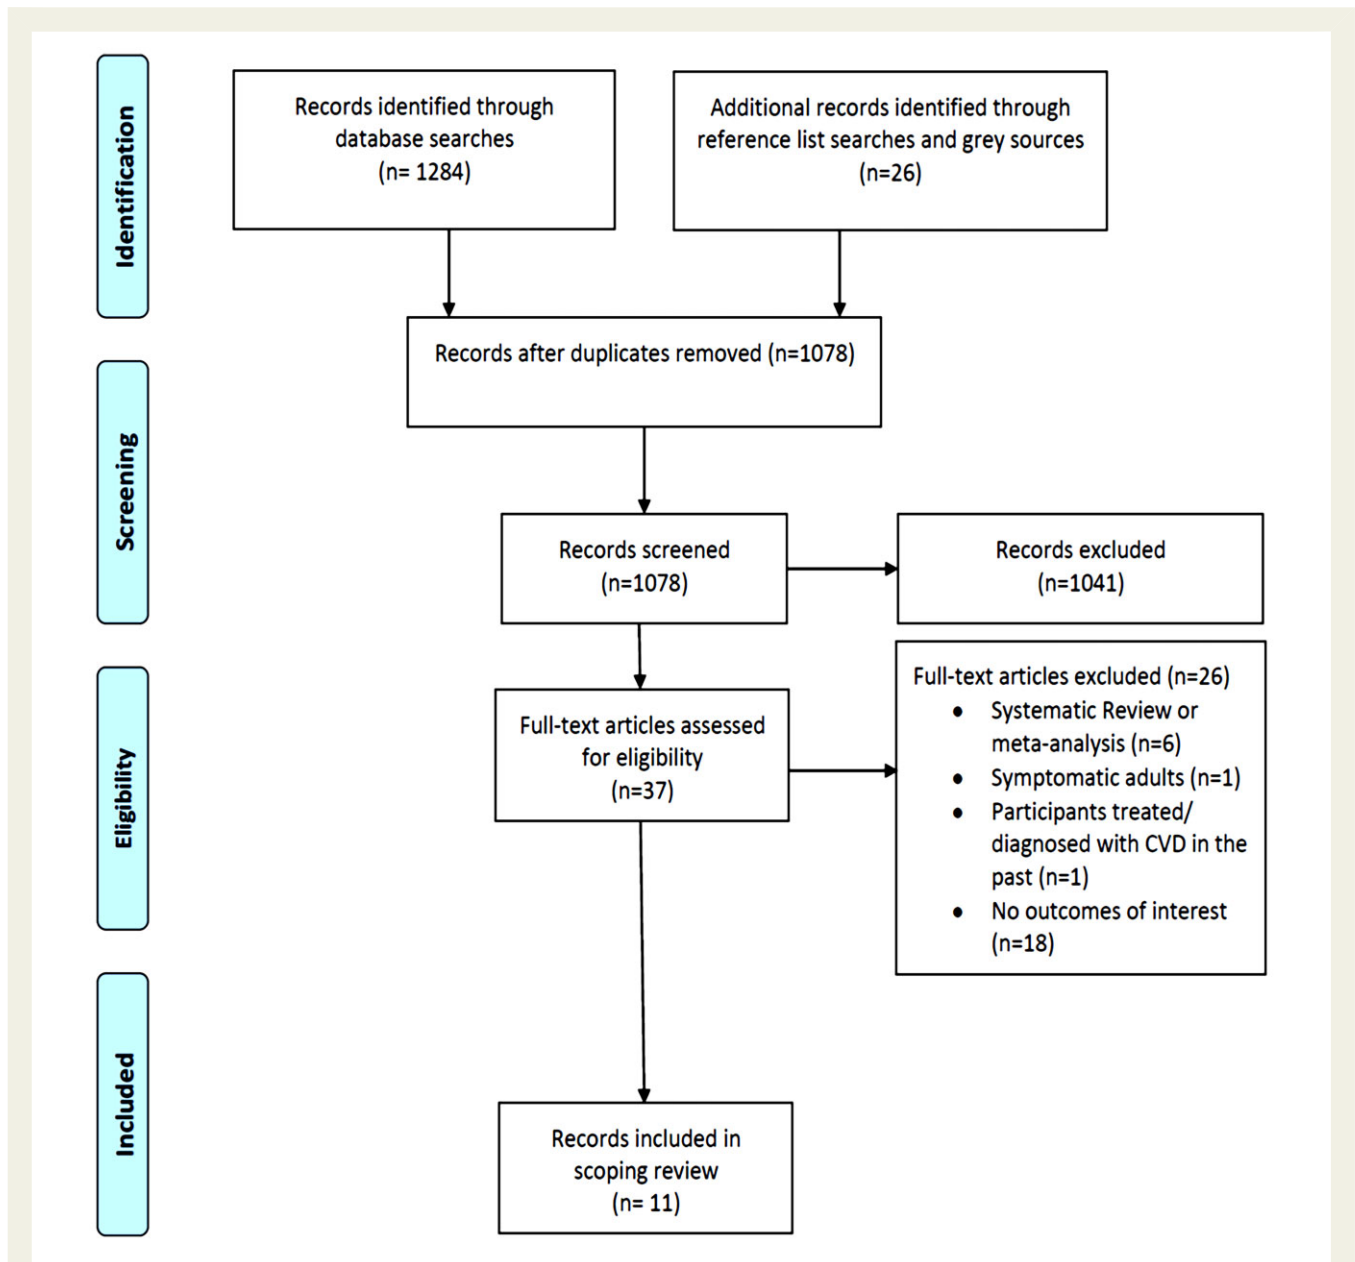 Identification
Records identified through
database searches
(n= 1284)
Additional records identified through
reference list searches and grey sources
(n=26)
Records after duplicates removed (n=1078)
Screening
Records screened
(n=1078)
Records excluded
(n=1041)
Eligibility
Full-text articles assessed
for eligibility
(n=37)
Full-text articles excluded (n=26)
● Systematic Review or
meta-analysis (n=6)
● Symptomatic adults (n=1)
● Participants treated/
diagnosed with CVD in the
past (n=1)
● No outcomes of interest
(n=18)
Included
Records included in
scoping review
(n= 11)